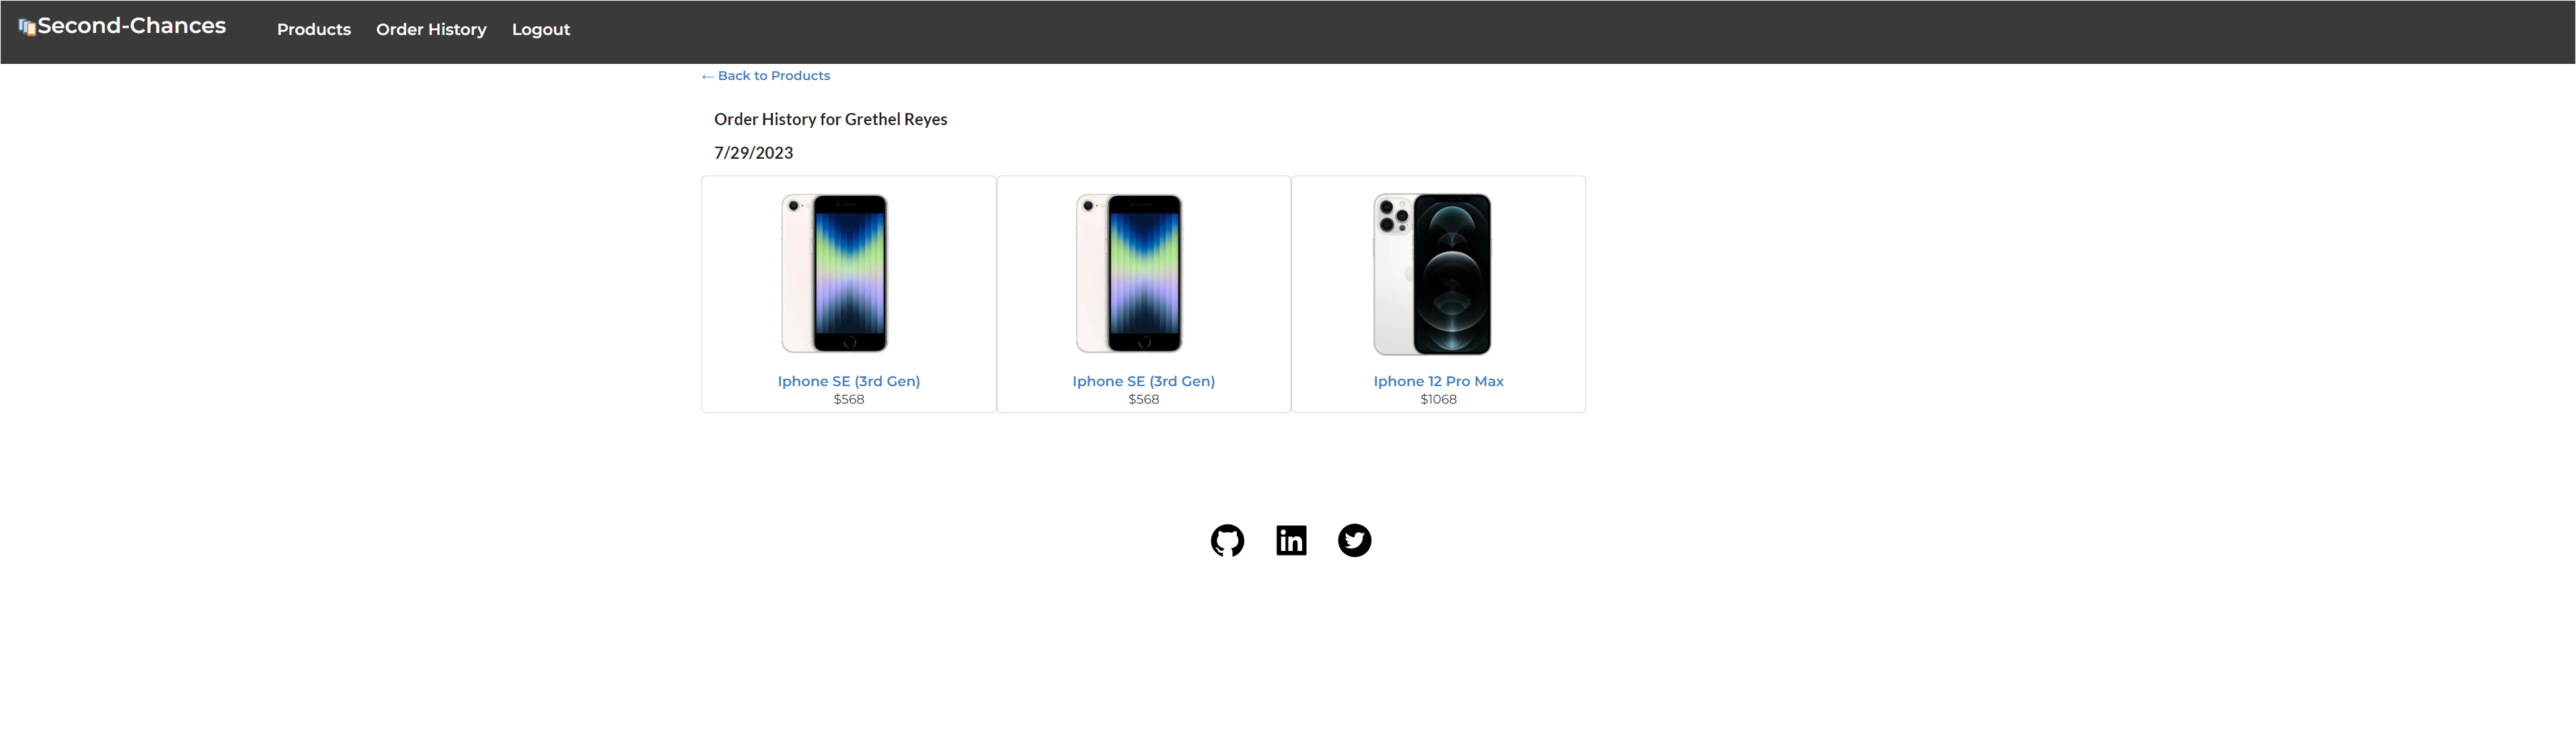 Second-Chances Products Order History Logout
← Back to Products
Order History for Grethel Reyes
7/29/2023
Iphone SE (3rd Gen) Iphone SE (3rd Gen) Iphone 12 Pro Max
$568 $568 $1068
in